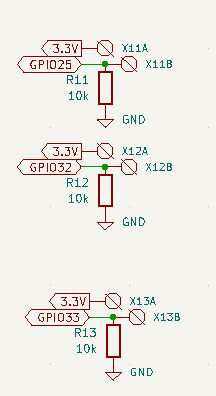 3.3V X11A
GPIO25 X11B
R11
10k
GND
3.3V X12A
GPIO32 X12B
R12
10k
GND
3.3V X13A
GPIO33 X13B
R13
10k
GND